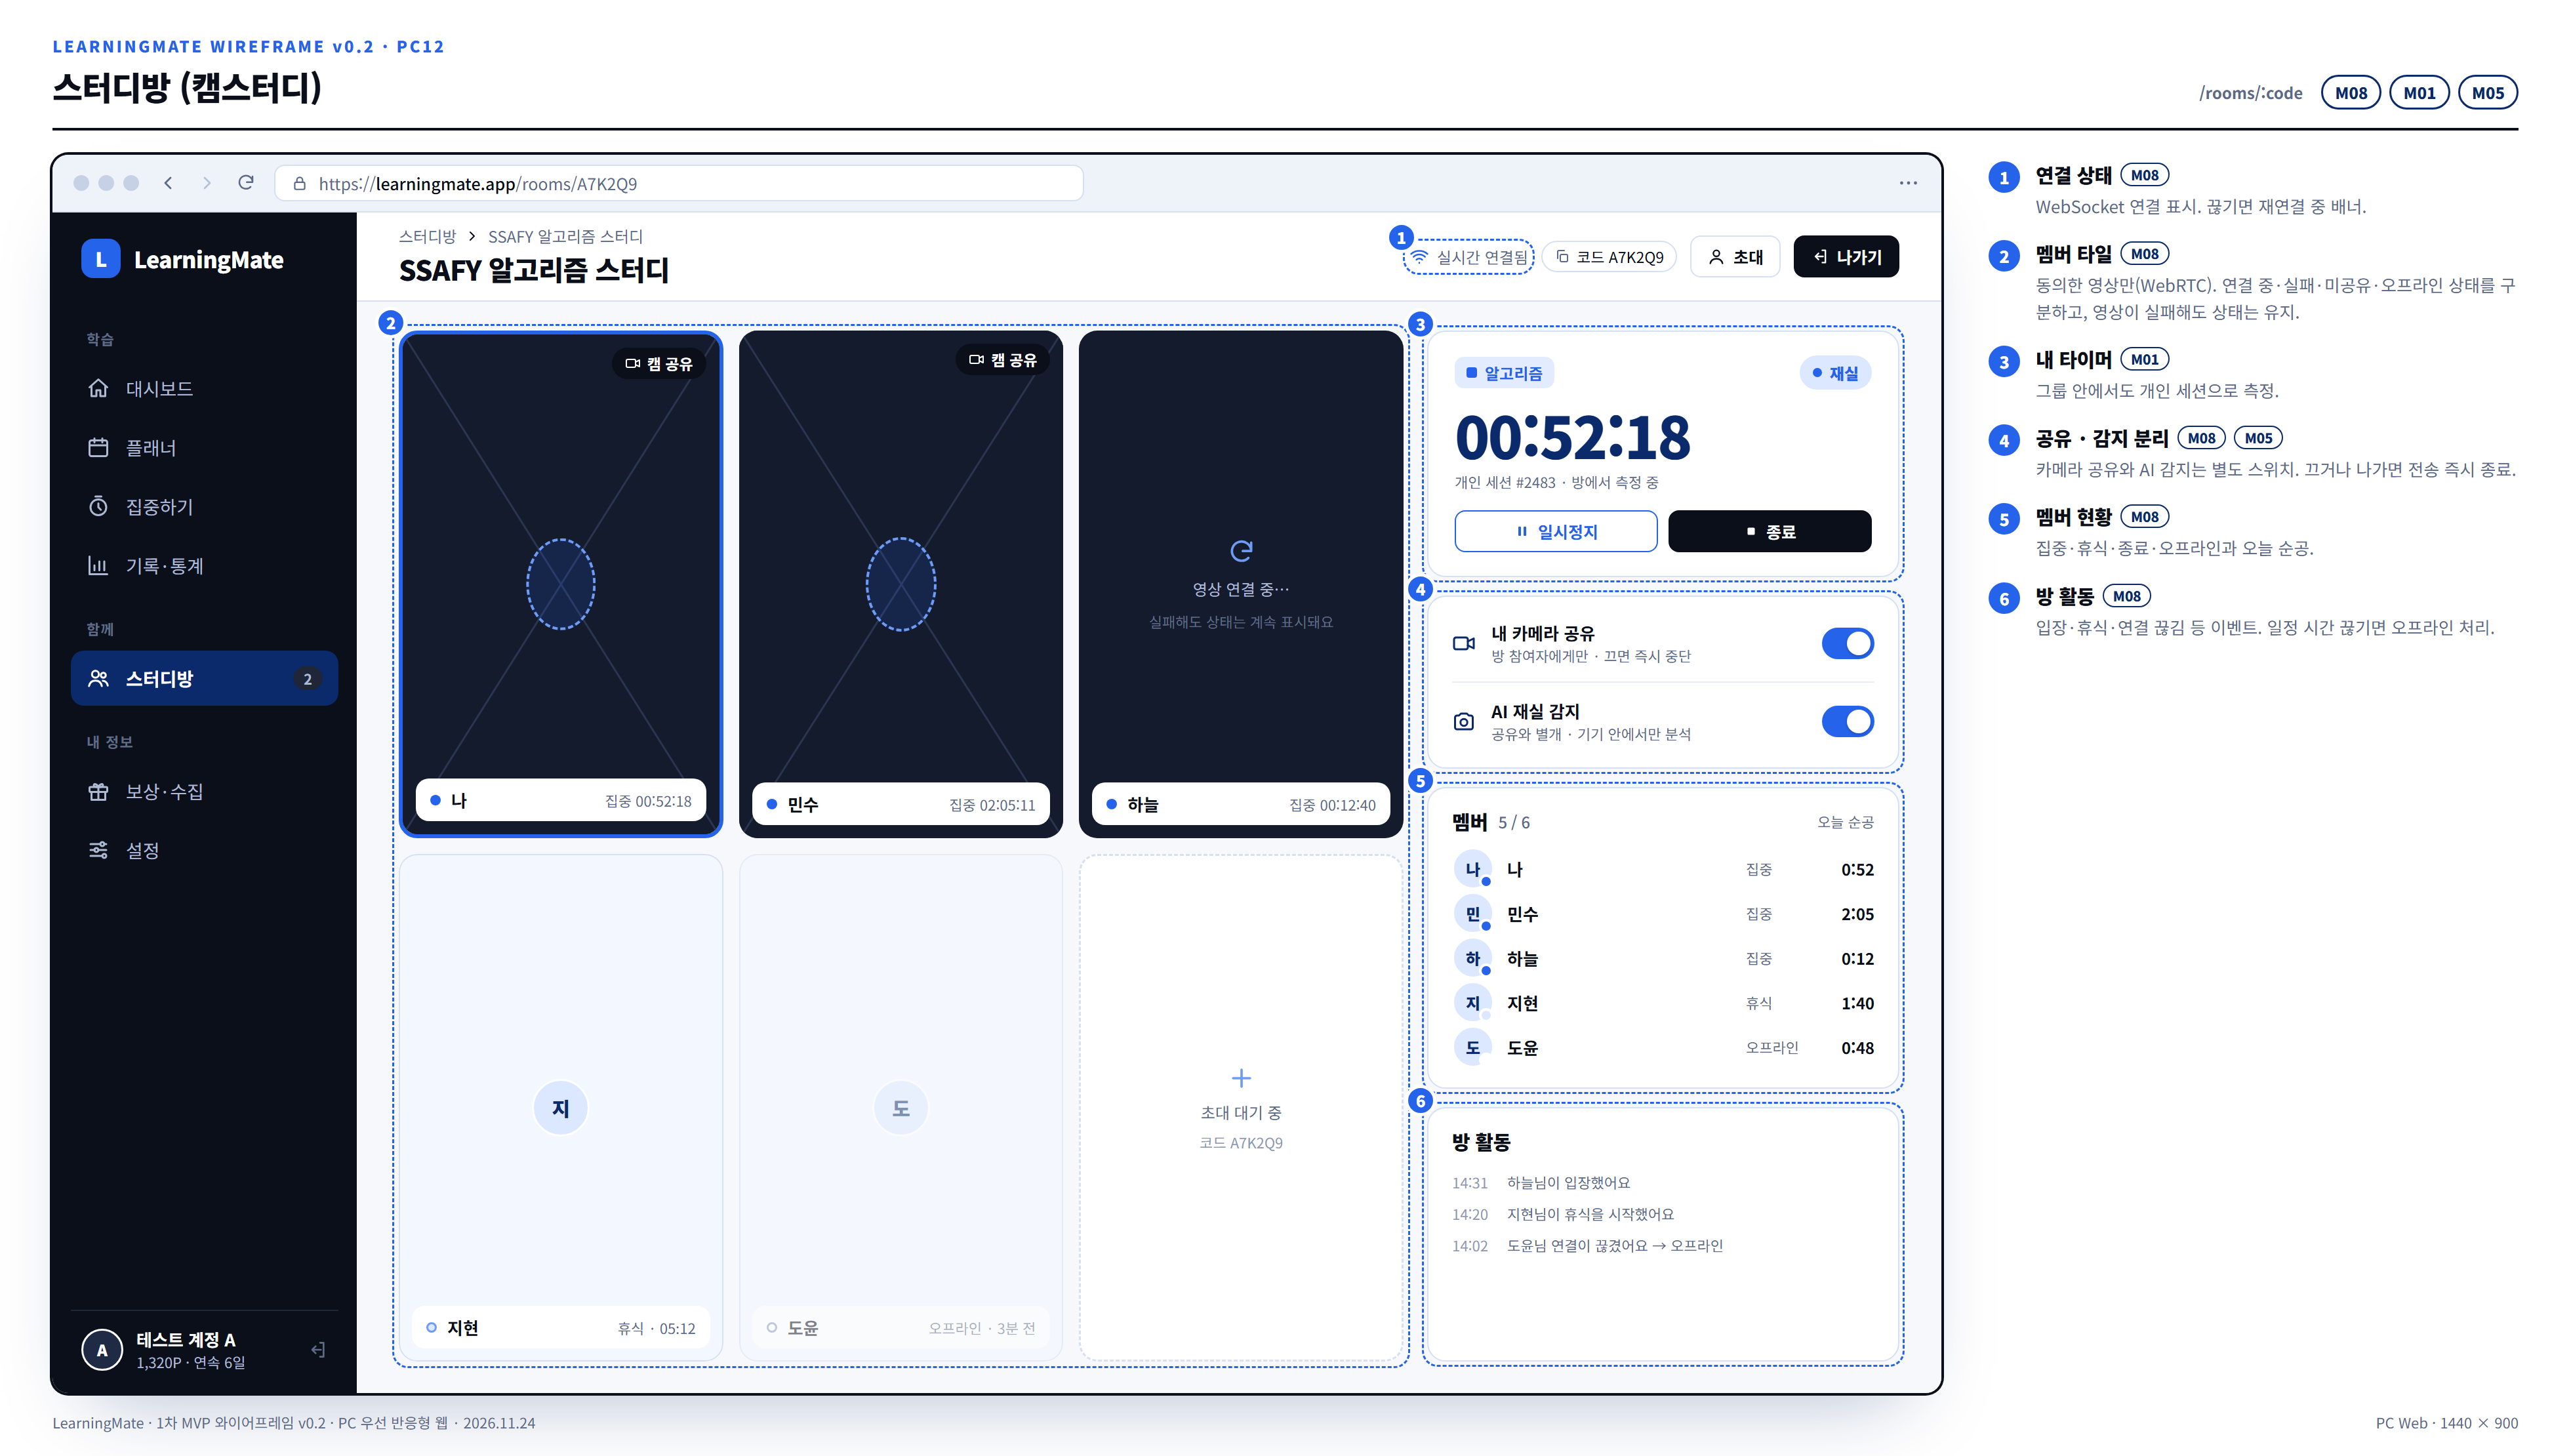 LEARNINGMATE WIREFRAME v0.2 · PC12
스터디방 (캠스터디)
/rooms/:code M08 M01 M05
https://learningmate.app/rooms/A7K2Q9
L LearningMate
학습
대시보드
플래너
집중하기
기록·통계
함께
스터디방 2
내 정보
보상·수집
설정
A
테스트 계정 A
1,320P · 연속 6일
스터디방 > SSAFY 알고리즘 스터디
SSAFY 알고리즘 스터디
1
실시간 연결됨
코드 A7K2Q9
초대
나가기
2
캠 공유
나 집중 00:52:18
캠 공유
민수 집중 02:05:11
영상 연결 중…
실패해도 상태는 계속 표시돼요
하늘 집중 00:12:40
지
지현 휴식 · 05:12
도
도윤 오프라인 · 3분 전
초대 대기 중
코드 A7K2Q9
3
알고리즘 재실
00:52:18
개인 세션 #2483 · 방에서 측정 중
일시정지 종료
4
내 카메라 공유
방 참여자에게만 · 끄면 즉시 중단
AI 재실 감지
공유와 별개 · 기기 안에서만 분석
5
멤버 5 / 6 오늘 순공
나 나 집중 0:52
민 민수 집중 2:05
하 하늘 집중 0:12
지 지현 휴식 1:40
도 도윤 오프라인 0:48
6
방 활동
14:31 하늘님이 입장했어요
14:20 지현님이 휴식을 시작했어요
14:02 도윤님 연결이 끊겼어요 → 오프라인
1 연결 상태 M08
WebSocket 연결 표시. 끊기면 재연결 중 배너.
2 멤버 타일 M08
동의한 영상만(WebRTC). 연결 중·실패·미공유·오프라인 상태를 구
분하고, 영상이 실패해도 상태는 유지.
3 내 타이머 M01
그룹 안에서도 개인 세션으로 측정.
4 공유 · 감지 분리 M08 M05
카메라 공유와 AI 감지는 별도 스위치. 끄거나 나가면 전송 즉시 종료.
5 멤버 현황 M08
집중·휴식·종료·오프라인과 오늘 순공.
6 방 활동 M08
입장·휴식·연결 끊김 등 이벤트. 일정 시간 끊기면 오프라인 처리.
LearningMate · 1차 MVP 와이어프레임 v0.2 · PC 우선 반응형 웹 · 2026.11.24
PC Web · 1440 × 900